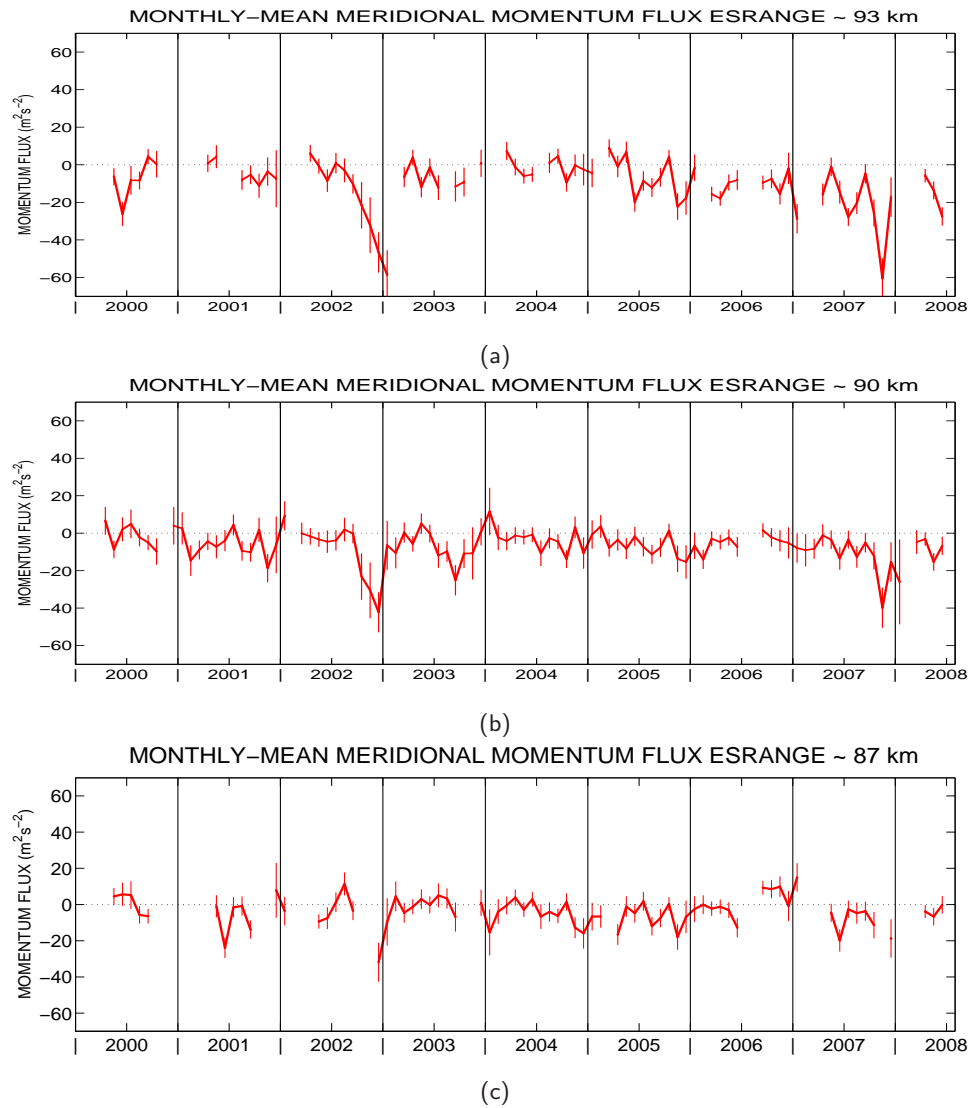 MONTHLY−MEAN MERIDIONAL MOMENTUM FLUX ESRANGE ~ 93 km
MOMENTUM FLUX (m²s⁻²)
60
40
20
0
−20
−40
−60
| 2000 | 2001 | 2002 | 2003 | 2004 | 2005 | 2006 | 2007 | 2008
(a)
MONTHLY−MEAN MERIDIONAL MOMENTUM FLUX ESRANGE ~ 90 km
MOMENTUM FLUX (m²s⁻²)
60
40
20
0
−20
−40
−60
| 2000 | 2001 | 2002 | 2003 | 2004 | 2005 | 2006 | 2007 | 2008
(b)
MONTHLY−MEAN MERIDIONAL MOMENTUM FLUX ESRANGE ~ 87 km
MOMENTUM FLUX (m²s⁻²)
60
40
20
0
−20
−40
−60
| 2000 | 2001 | 2002 | 2003 | 2004 | 2005 | 2006 | 2007 | 2008
(c)